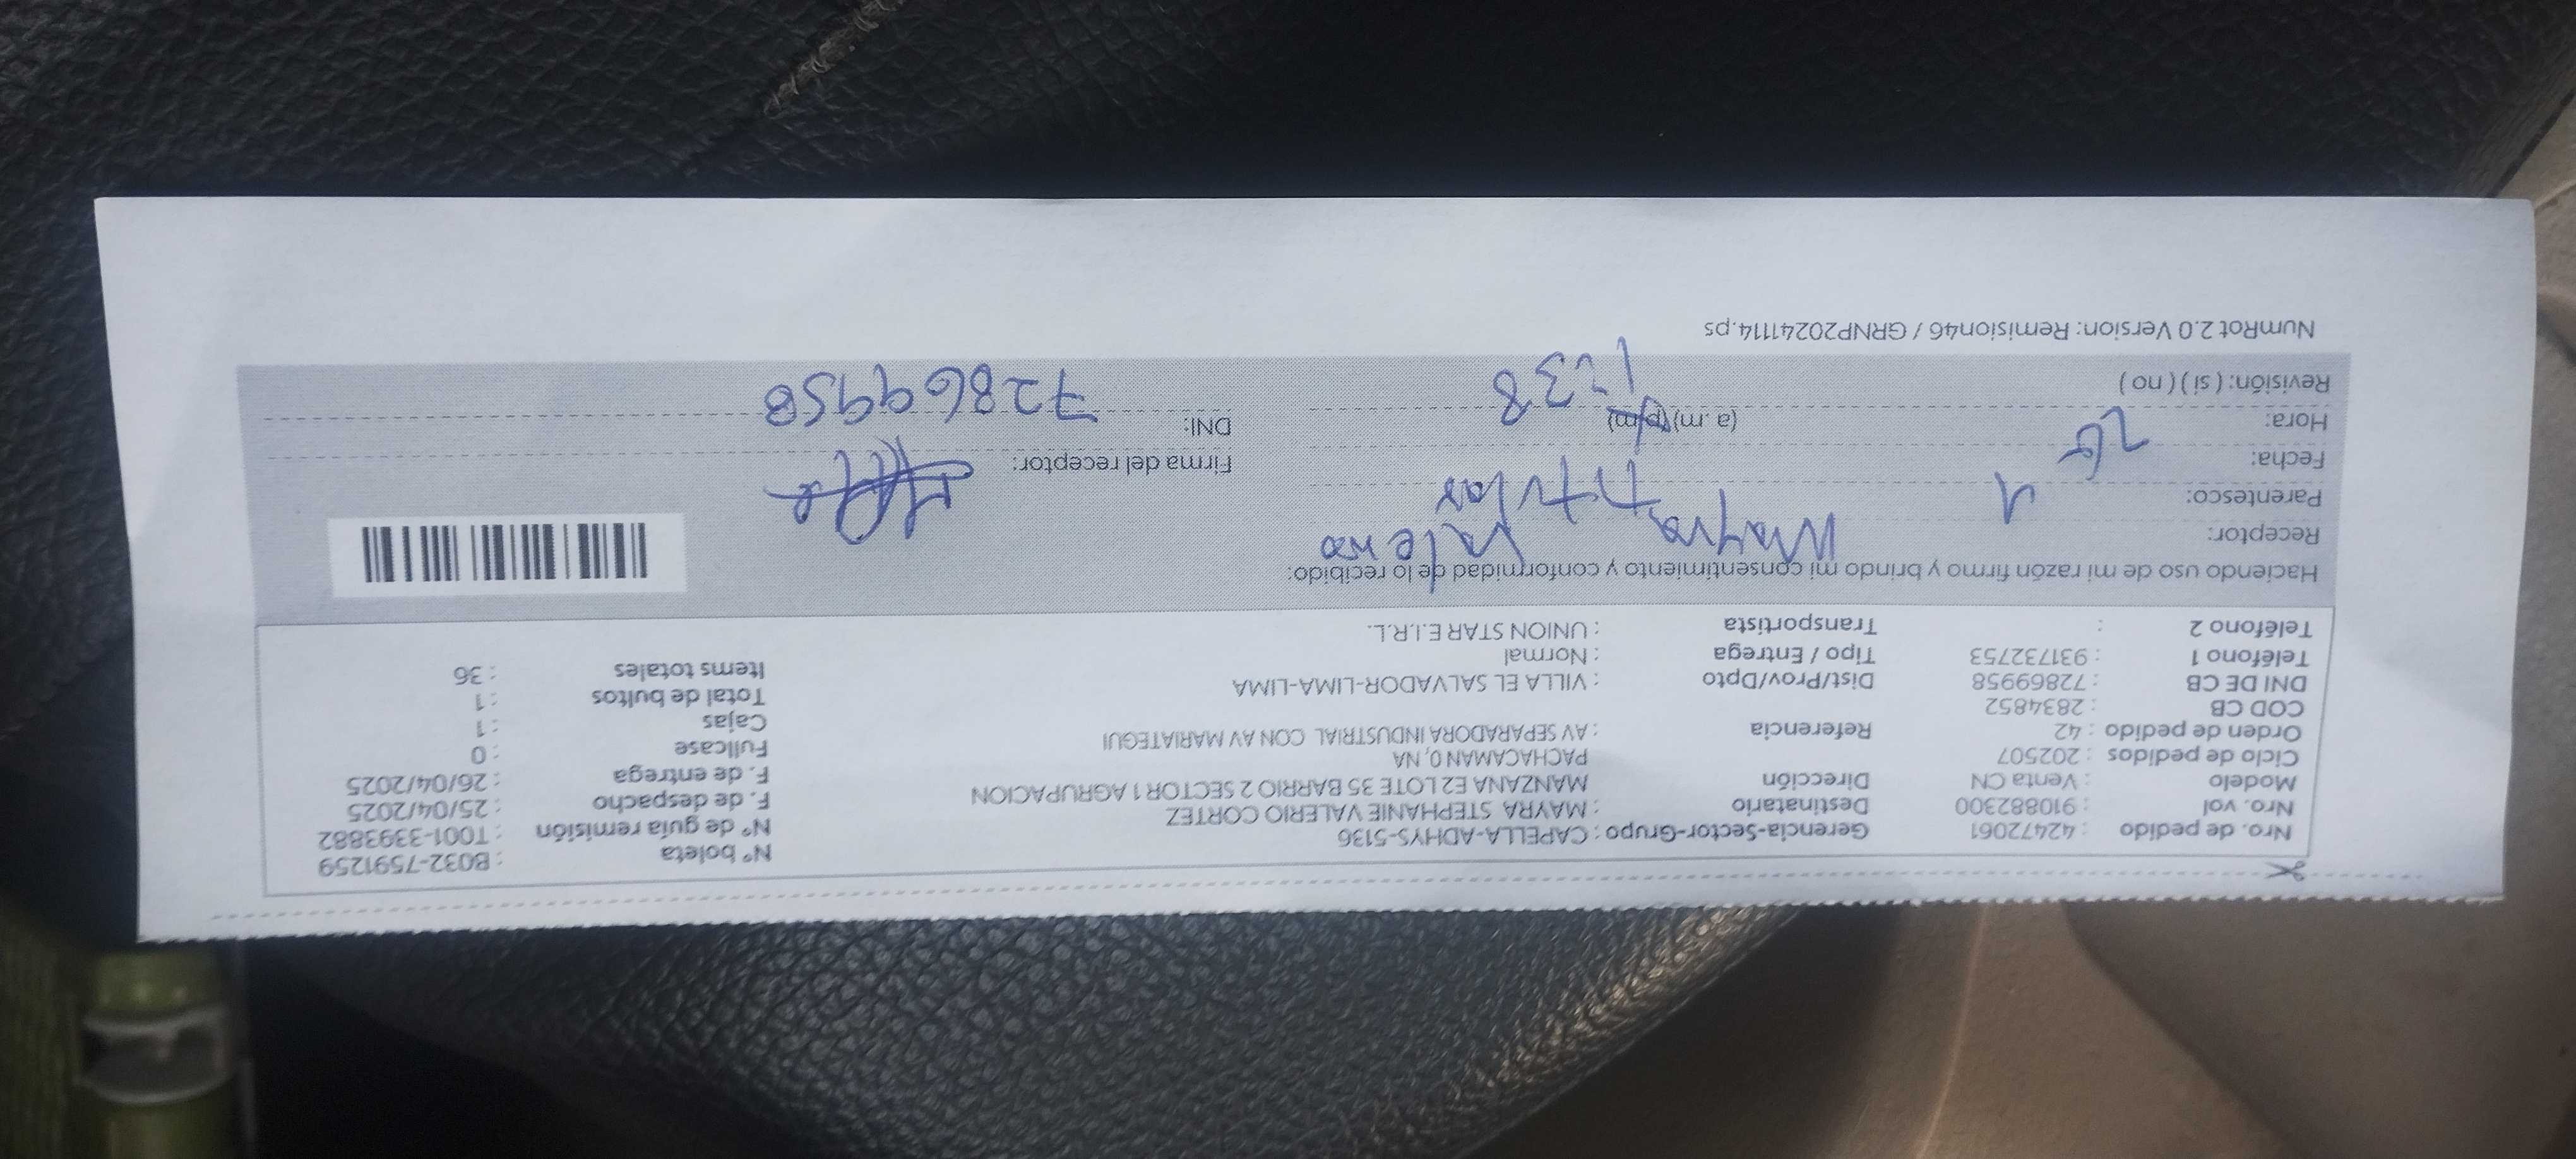 Nro. de pedido : 42472061 Gerencia-Sector-Grupo : CAPELLA-ADHYS-5136 N° boleta : B032-7591259
Nro. vol : 910882300 Destinatario : MAYRA STEPHANIE VALERIO CORTEZ N° de guía remisión : T001-3393882
Modelo : Venta CN Dirección MANZANA E2 LOTE 35 BARRIO 2 SECTOR 1 AGRUPACION F. de despacho : 25/04/2025
Ciclo de pedidos : 202507 PACHACAMAN 0, NA F. de entrega : 26/04/2025
Orden de pedido : 42 Referencia : AV SEPARADORA INDUSTRIAL CON AV MARIATEGUI Fullcase : 0
COD CB : 2834852 Cajas : 1
DNI DE CB : 72869958 Dist/Prov/Dpto : VILLA EL SALVADOR-LIMA-LIMA Total de bultos : 1
Teléfono 1 : 931732753 Tipo / Entrega : Normal Items totales : 36
Teléfono 2 : Transportista : UNION STAR E.I.R.L.
Haciendo uso de mi razón firmo y brindo mi consentimiento y conformidad de lo recibido:
Receptor: Mayra Valerio
Parentesco: titular
Fecha: 26 Firma del receptor:
Hora: 1:38 (a.m) (p.m) DNI: 72869958
Revisión: ( si ) ( no )
NumRot 2.0 Version: Remision46 / GRNP20241114.ps